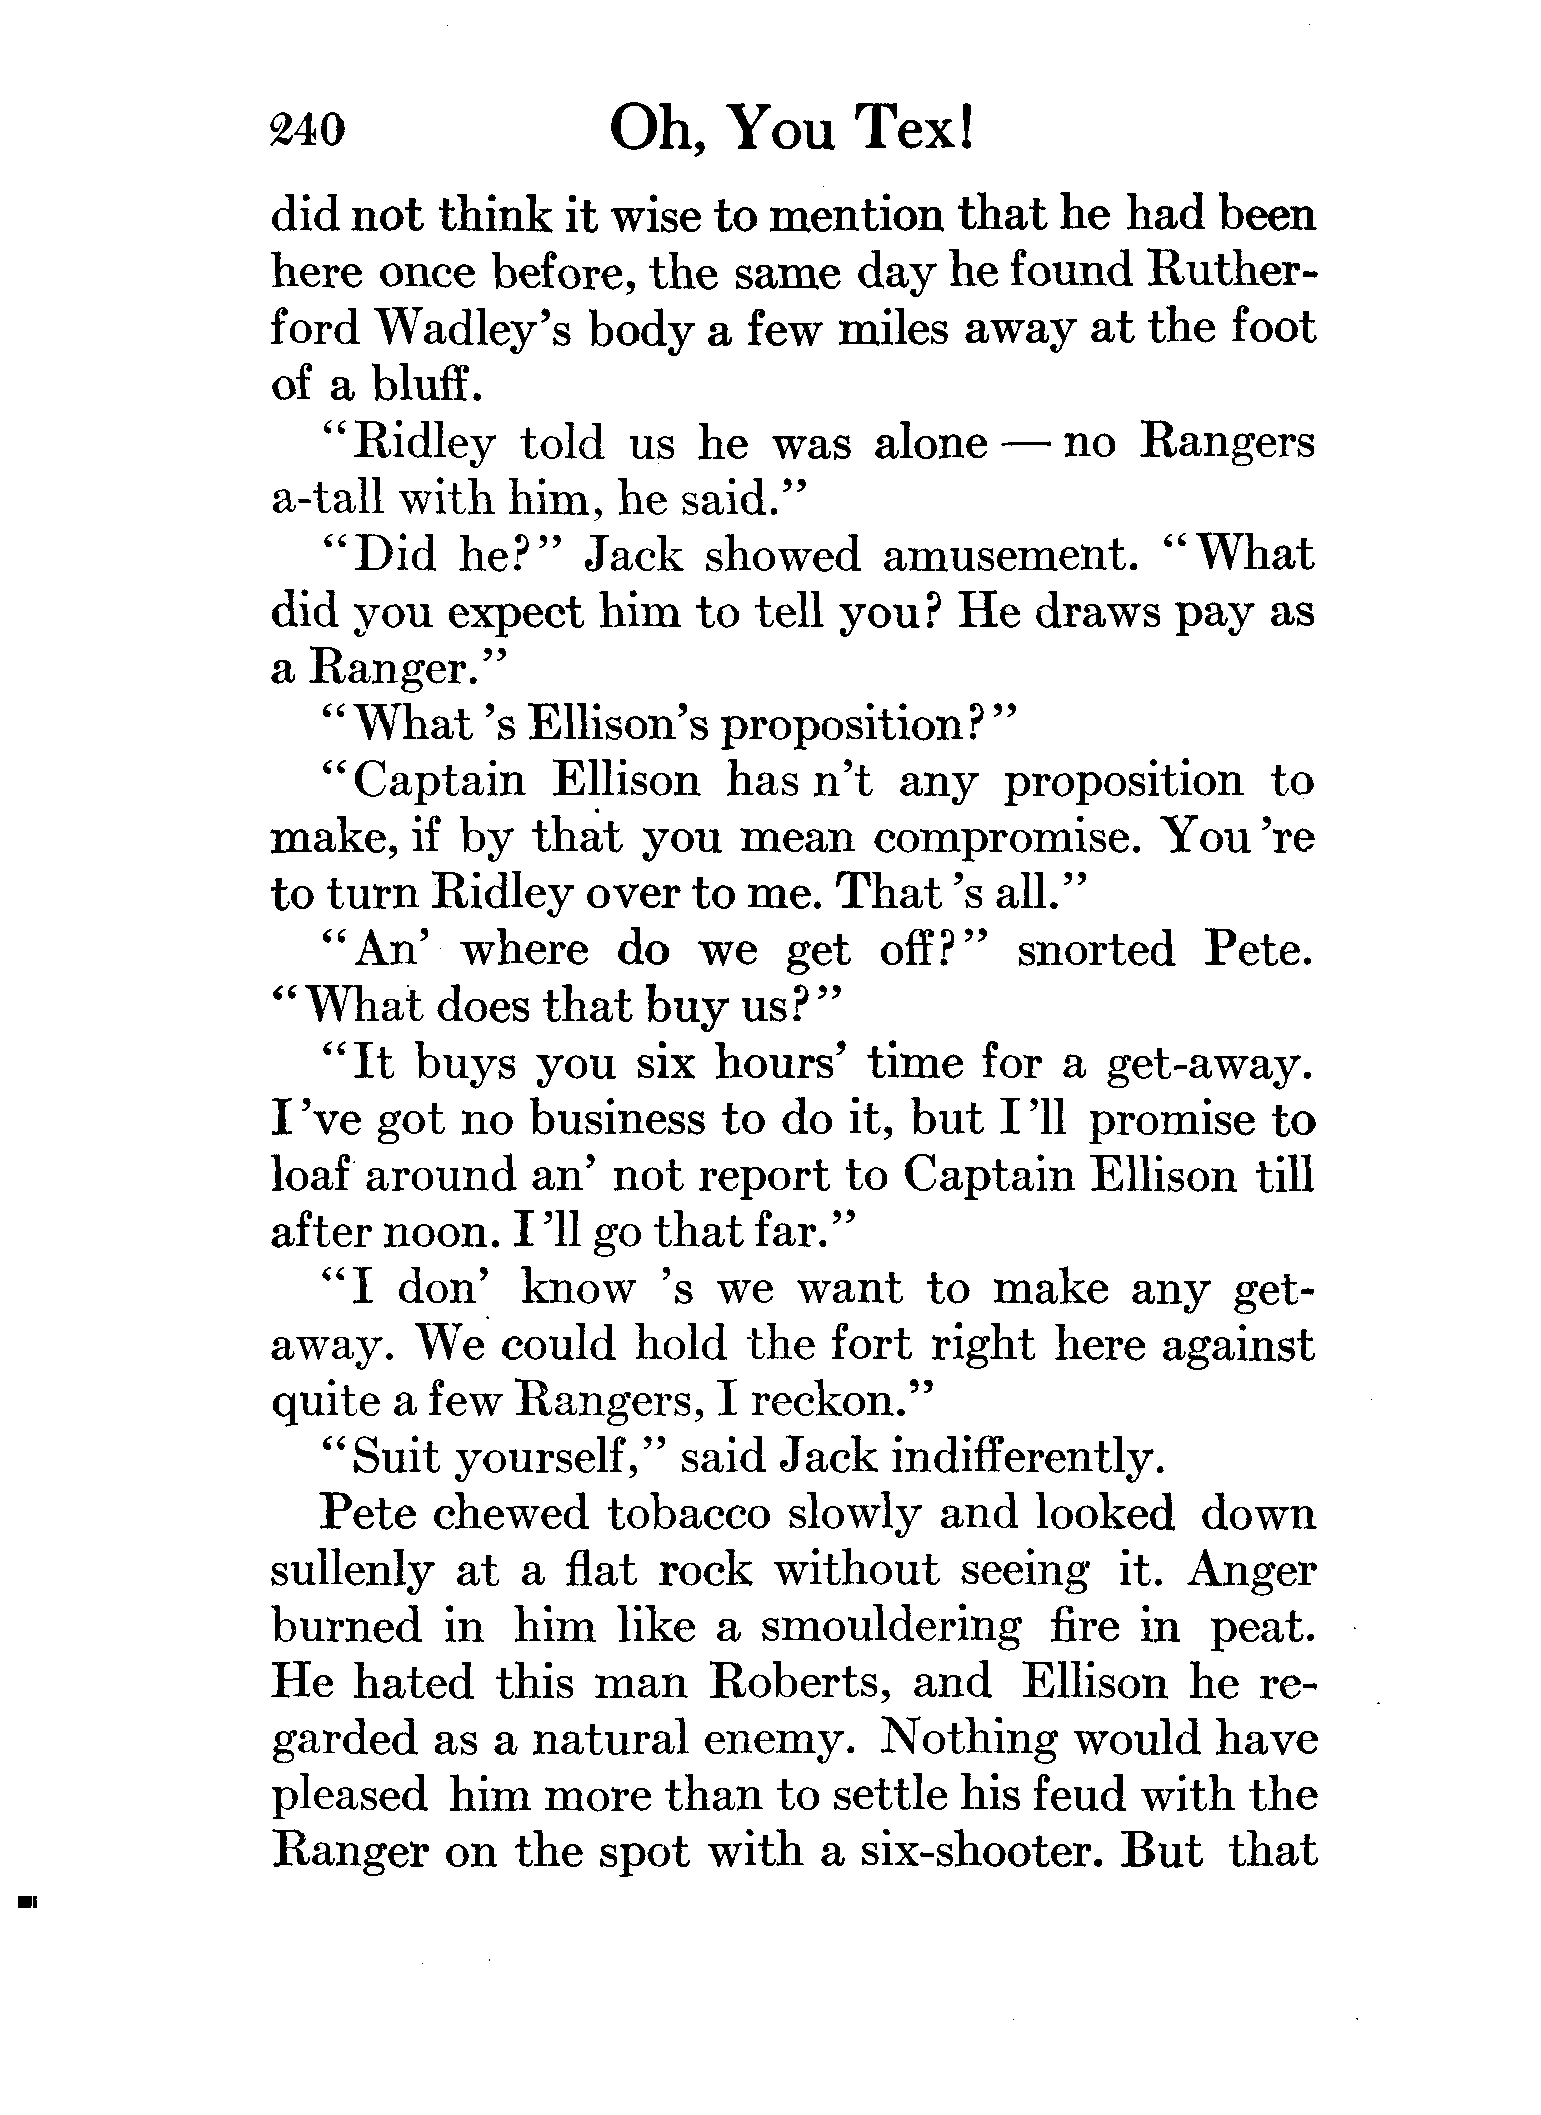 240 Oh, You Tex!
did not think it wise to mention that he had been
here once before, the same day he found Ruther-
ford Wadley's body a few miles away at the foot
of a bluff.
"Ridley told us he was alone — no Rangers
a-tall with him, he said."
"Did he?" Jack showed amusement. "What
did you expect him to tell you? He draws pay as
a Ranger."
"What 's Ellison's proposition?"
"Captain Ellison has n't any proposition to
make, if by that you mean compromise. You 're
to turn Ridley over to me. That 's all."
"An' where do we get off?" snorted Pete.
"What does that buy us?"
"It buys you six hours' time for a get-away.
I 've got no business to do it, but I 'll promise to
loaf around an' not report to Captain Ellison till
after noon. I 'll go that far."
"I don' know 's we want to make any get-
away. We could hold the fort right here against
quite a few Rangers, I reckon."
"Suit yourself," said Jack indifferently.
Pete chewed tobacco slowly and looked down
sullenly at a flat rock without seeing it. Anger
burned in him like a smouldering fire in peat.
He hated this man Roberts, and Ellison he re-
garded as a natural enemy. Nothing would have
pleased him more than to settle his feud with the
Ranger on the spot with a six-shooter. But that